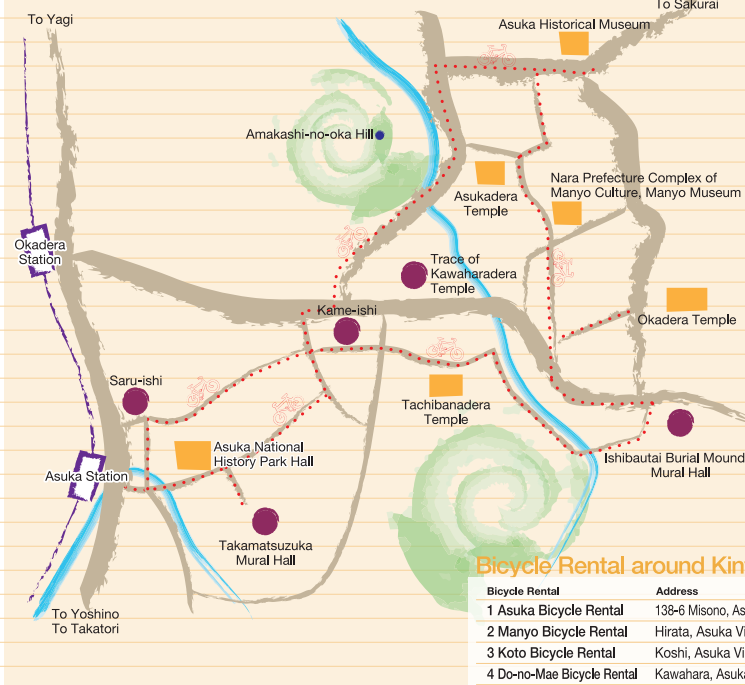 To Yagi
To Sakurai
Asuka Historical Museum
Amakashi-no-oka Hill
Nara Prefecture Complex of
Manyo Culture, Manyo Museum
Asukadera
Temple
Okadera
Station
Trace of
Kawaharadera
Temple
Kame-ishi
Okadera Temple
Saru-ishi
Tachibanadera
Temple
Asuka National
History Park Hall
Ishibautai Burial Mound
Mural Hall
Asuka Station
Takamatsuzuka
Mural Hall
To Yoshino
To Takatori
Bicycle Rental around Kin
Bicycle Rental Address
1 Asuka Bicycle Rental 138-6 Misono, As
2 Manyo Bicycle Rental Hirata, Asuka Vi
3 Koto Bicycle Rental Koshi, Asuka Vi
4 Do-no-Mae Bicycle Rental Kawahara, Asuka